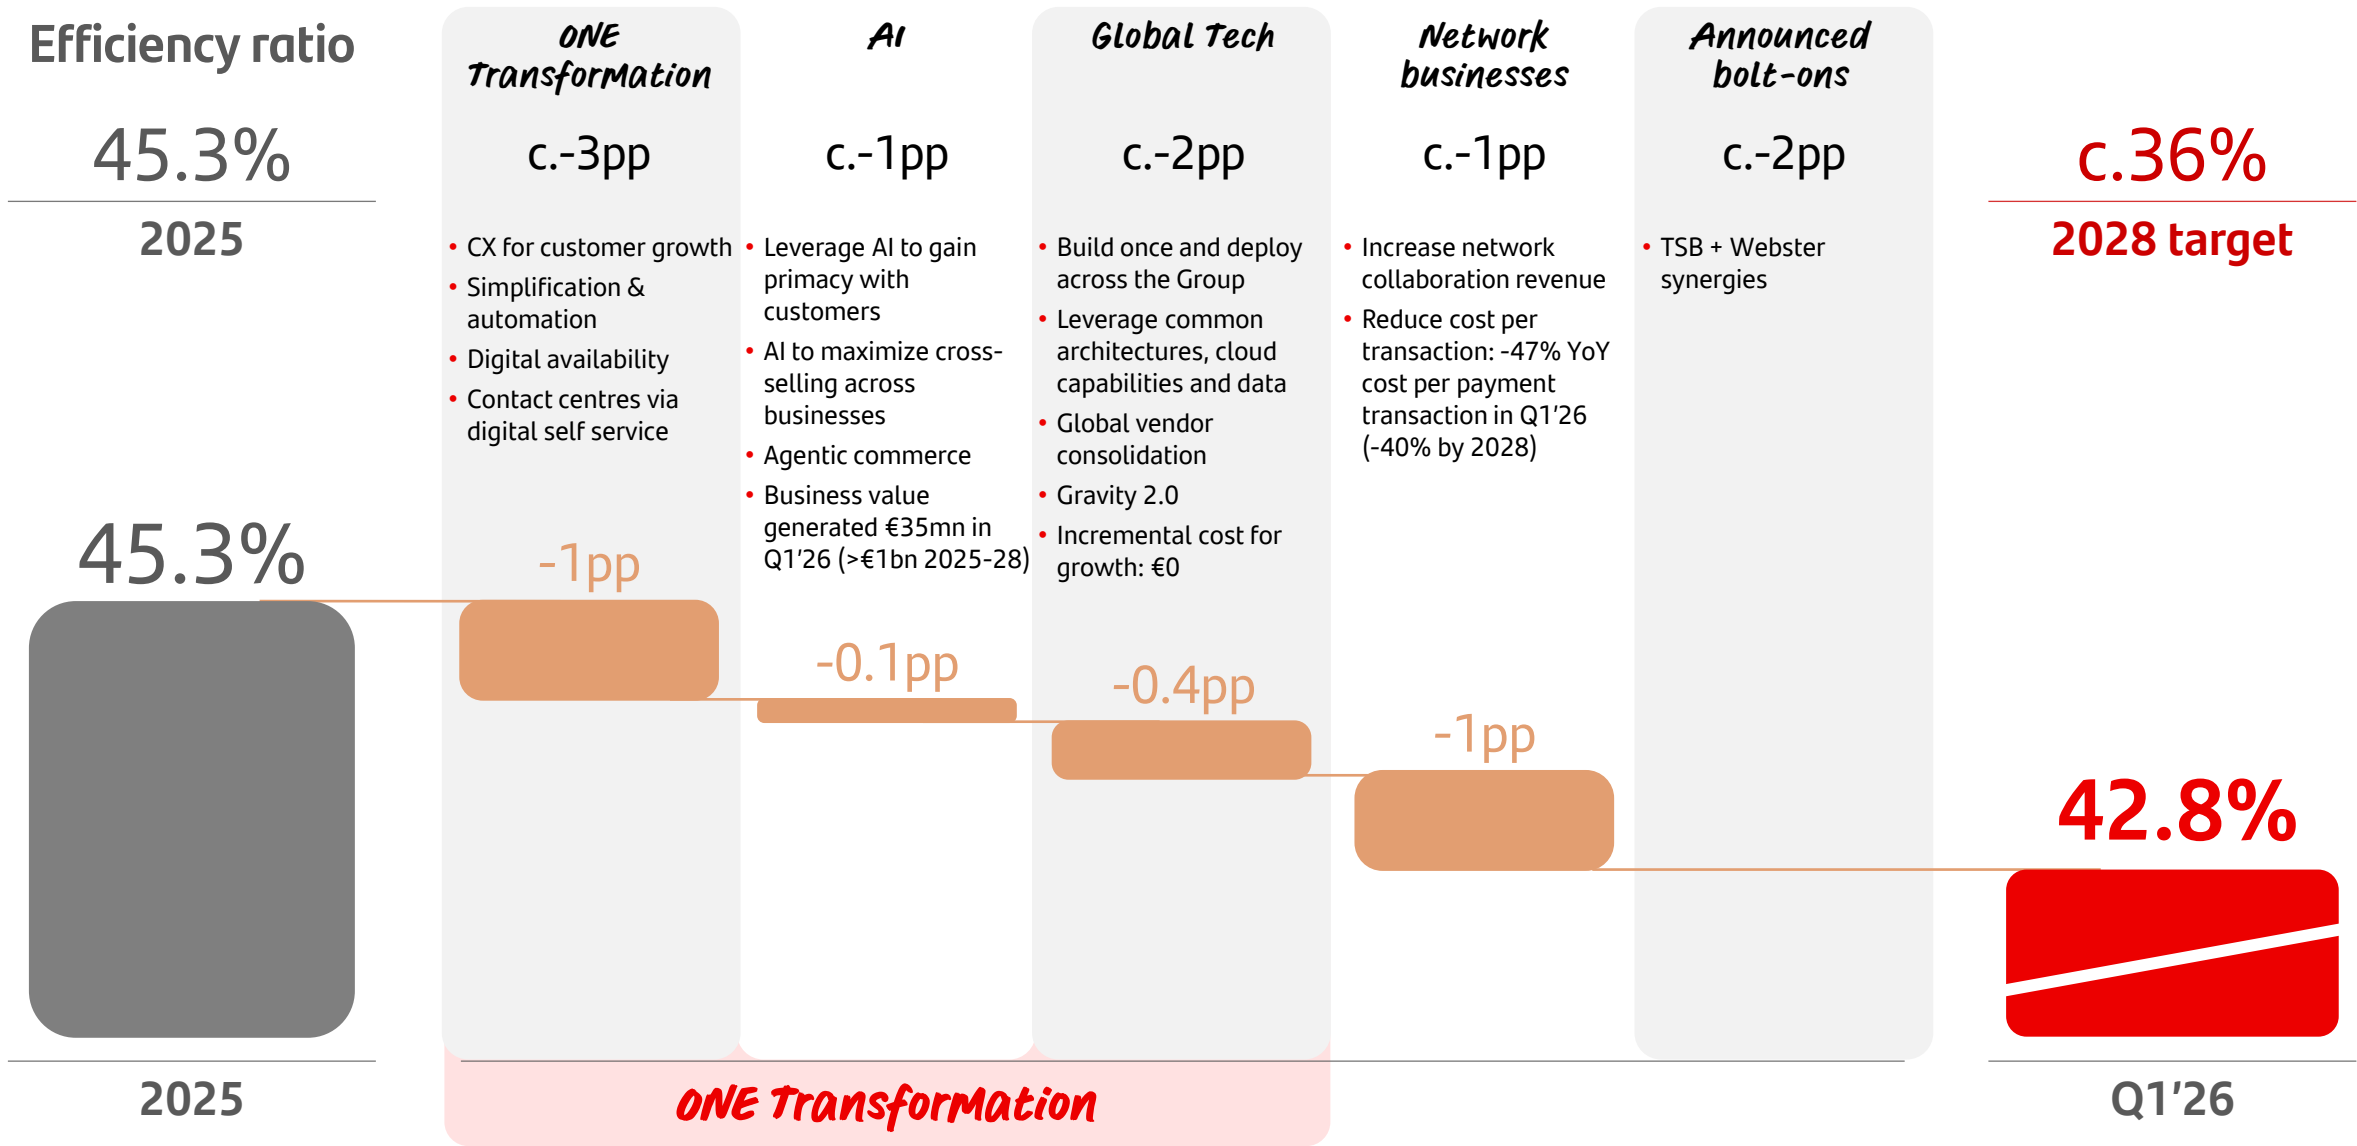 Efficiency ratio
45.3%
2025
ONE
Transformation
c.-3pp
• CX for customer growth
• Simplification &
automation
• Digital availability
• Contact centres via
digital self service
AI
c.-1pp
• Leverage AI to gain
primacy with
customers
• AI to maximize cross-
selling across
businesses
• Agentic commerce
• Business value
generated €35mn in
Q1'26 (>€1bn 2025-28)
Global Tech
c.-2pp
• Build once and deploy
across the Group
• Leverage common
architectures, cloud
capabilities and data
• Global vendor
consolidation
• Gravity 2.0
• Incremental cost for
growth: €0
Network
businesses
c.-1pp
• Increase network
collaboration revenue
• Reduce cost per
transaction: -47% YoY
cost per payment
transaction in Q1'26
(-40% by 2028)
Announced
bolt-ons
c.-2pp
• TSB + Webster
synergies
c.36%
2028 target
45.3%
-1pp
-0.1pp
-0.4pp
-1pp
42.8%
2025
ONE Transformation
Q1'26